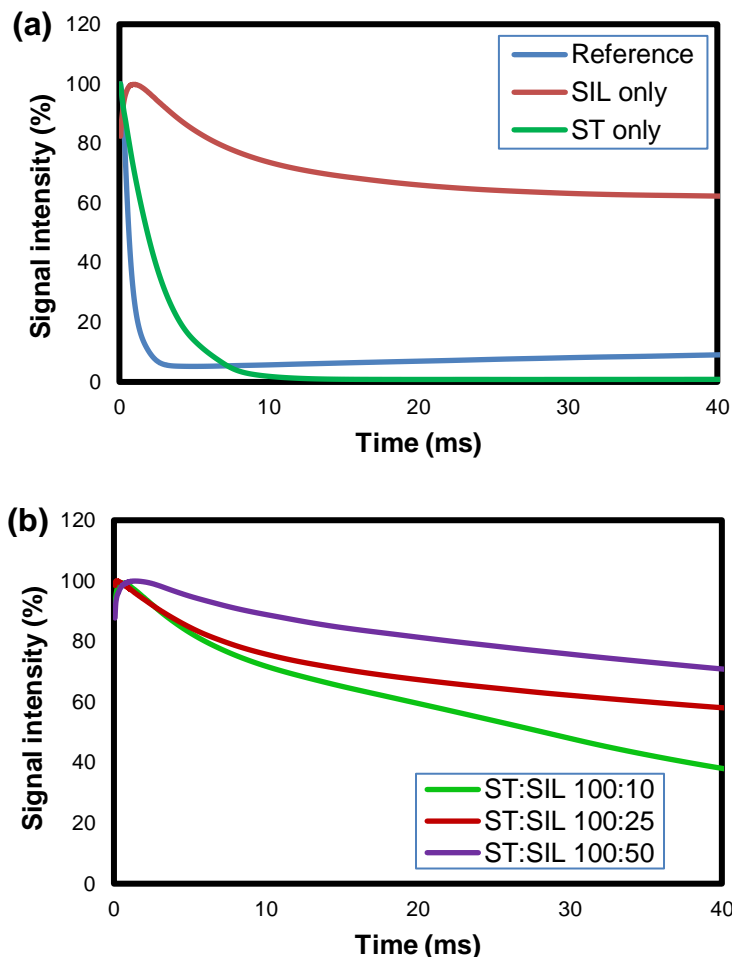 (a)
120
100
80
60
40
20
0
Signal intensity (%)
Reference
SIL only
ST only
0 10 20 30 40
Time (ms)
(b)
120
100
80
60
40
20
0
Signal intensity (%)
ST:SIL 100:10
ST:SIL 100:25
ST:SIL 100:50
0 10 20 30 40
Time (ms)